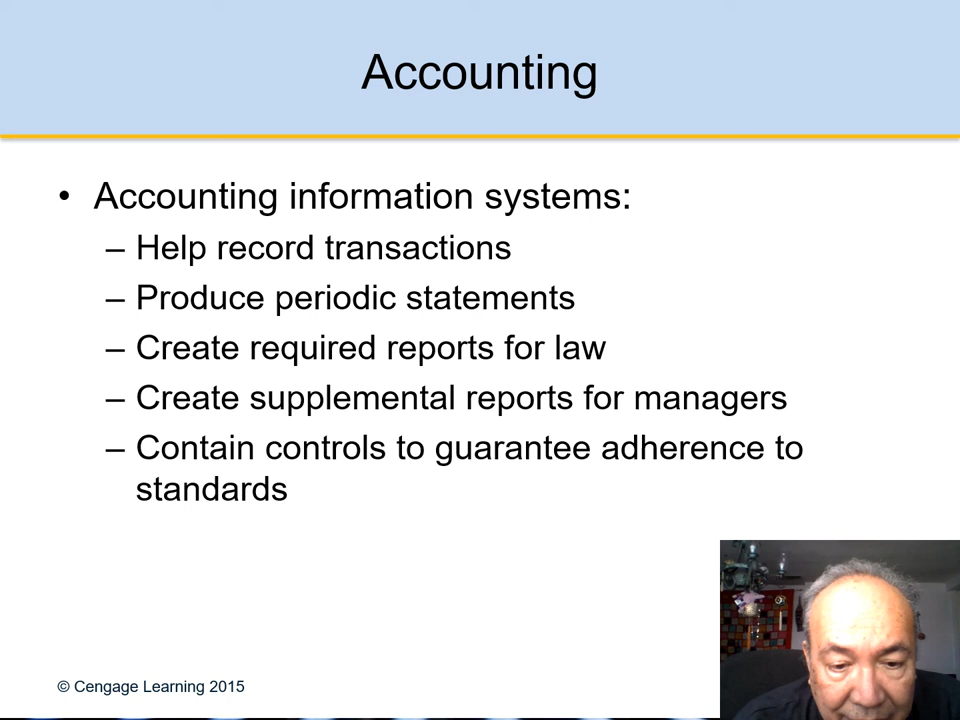 Accounting
• Accounting information systems:
– Help record transactions
– Produce periodic statements
– Create required reports for law
– Create supplemental reports for managers
– Contain controls to guarantee adherence to
standards
© Cengage Learning 2015